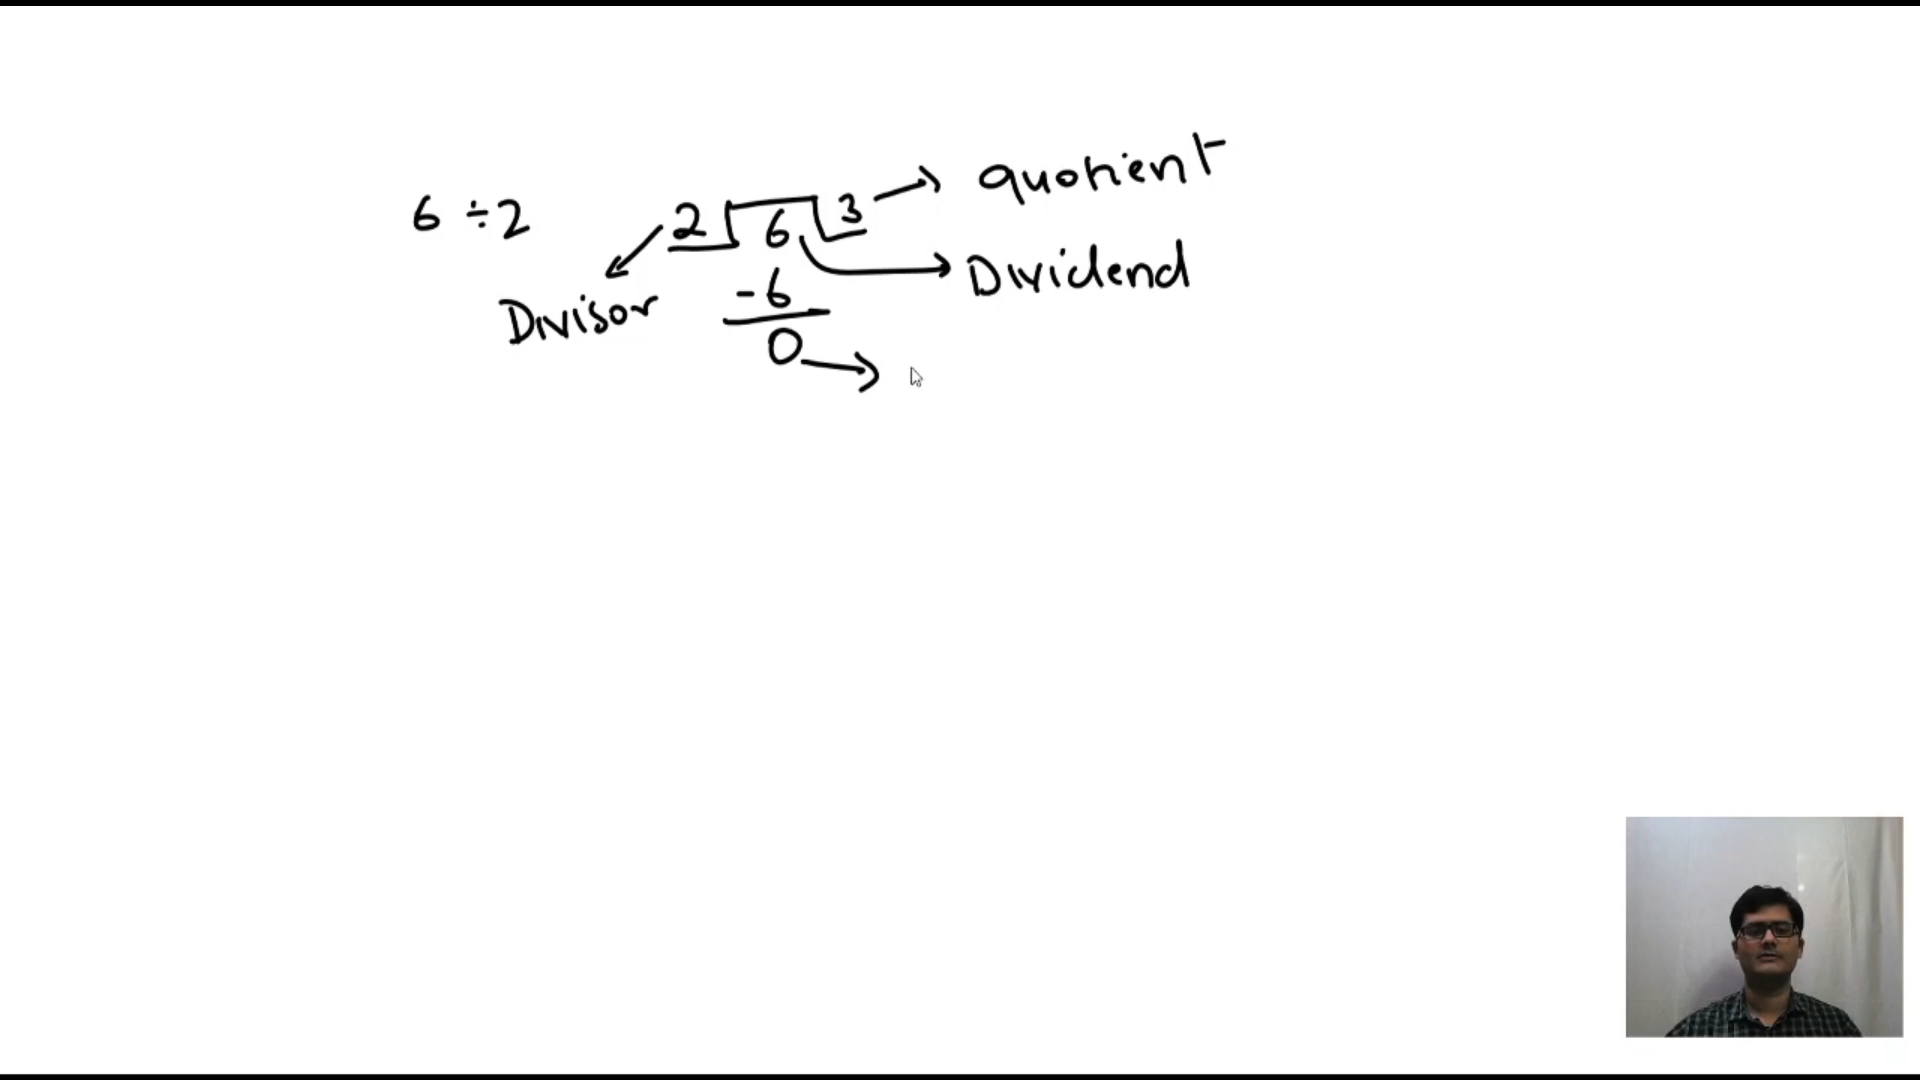 6 ÷ 2
2 6 3 → quotient
Dividend
Divisor
-6
0 →